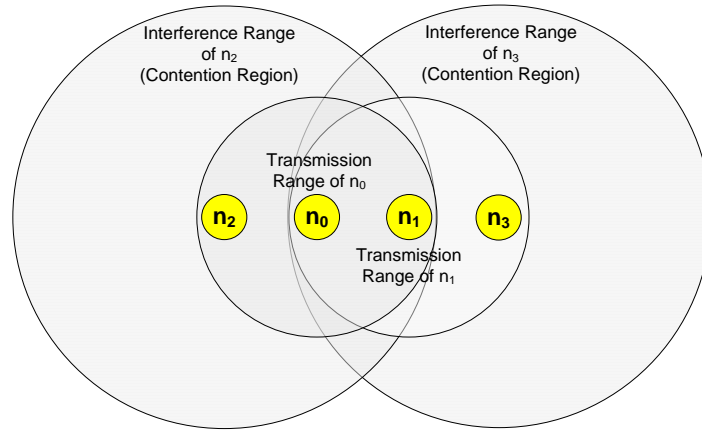 Interference Range
of n₂
(Contention Region)
Interference Range
of n₃
(Contention Region)
Transmission
Range of n₀
n₂
n₀
n₁
n₃
Transmission
Range of n₁